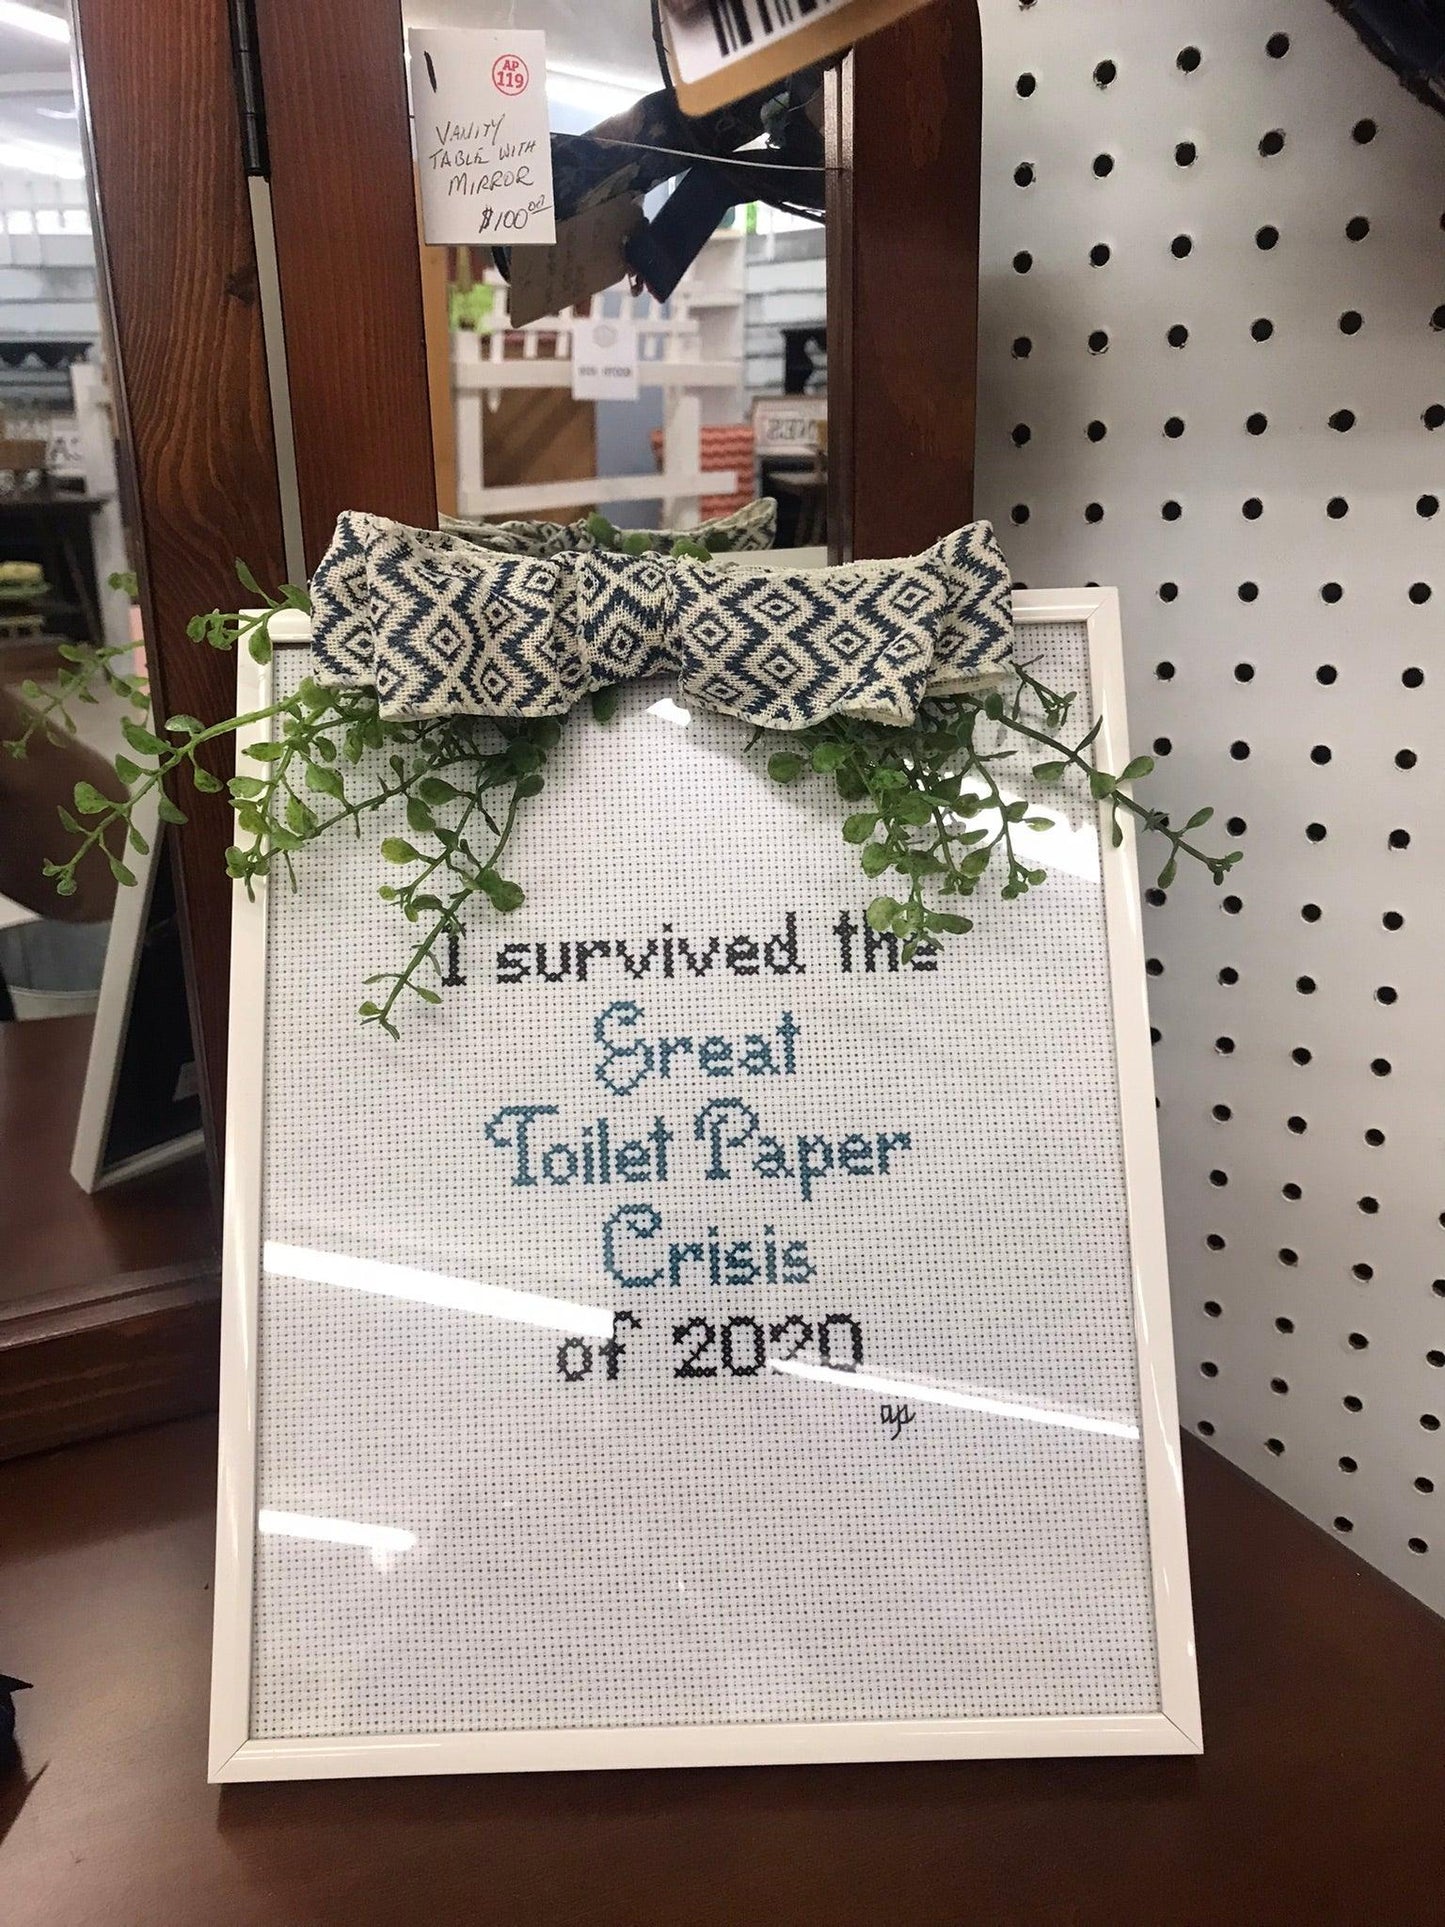 AP
119
VANITY
TABLE WITH
MIRROR
$100.00
I survived the
Great
Toilet Paper
Crisis
of 2020